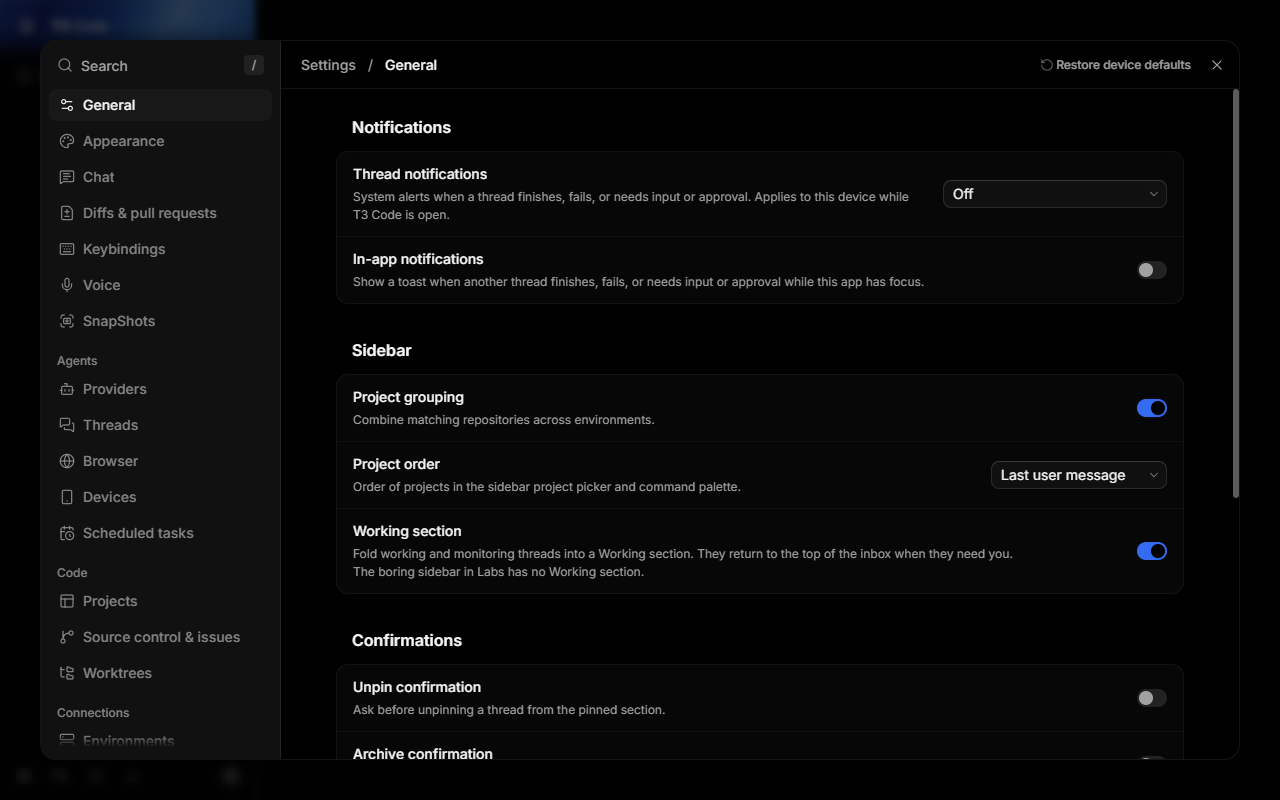 Search
/
General
Appearance
Chat
Diffs & pull requests
Keybindings
Voice
SnapShots
Agents
Providers
Threads
Browser
Devices
Scheduled tasks
Code
Projects
Source control & issues
Worktrees
Connections
Environments
Settings / General
Restore device defaults
Notifications
Thread notifications
System alerts when a thread finishes, fails, or needs input or approval. Applies to this device while
T3 Code is open.
Off
In-app notifications
Show a toast when another thread finishes, fails, or needs input or approval while this app has focus.
Sidebar
Project grouping
Combine matching repositories across environments.
Project order
Order of projects in the sidebar project picker and command palette.
Last user message
Working section
Fold working and monitoring threads into a Working section. They return to the top of the inbox when they need you.
The boring sidebar in Labs has no Working section.
Confirmations
Unpin confirmation
Ask before unpinning a thread from the pinned section.
Archive confirmation